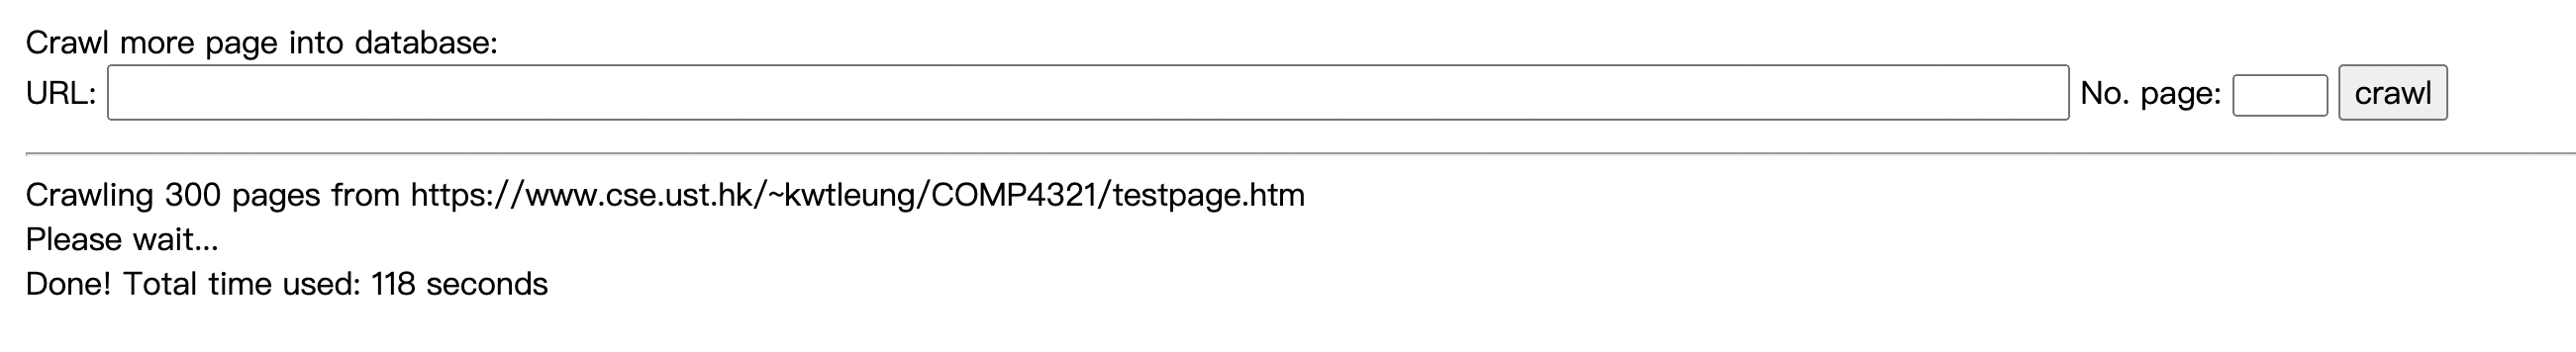 Crawl more page into database:
URL: No. page: crawl
Crawling 300 pages from https://www.cse.ust.hk/~kwtleung/COMP4321/testpage.htm
Please wait...
Done! Total time used: 118 seconds